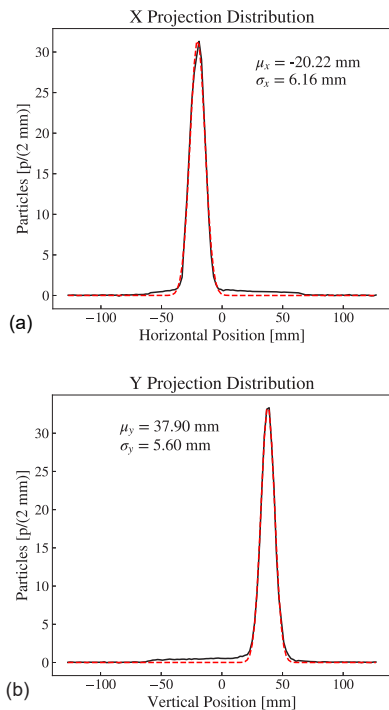 X Projection Distribution
μₓ = -20.22 mm
σₓ = 6.16 mm
Particles [p/(2 mm)]
30
25
20
15
10
5
0
−100 −50 0 50 100
(a)
Horizontal Position [mm]
Y Projection Distribution
μ_y = 37.90 mm
σ_y = 5.60 mm
Particles [p/(2 mm)]
30
25
20
15
10
5
0
−100 −50 0 50 100
(b)
Vertical Position [mm]